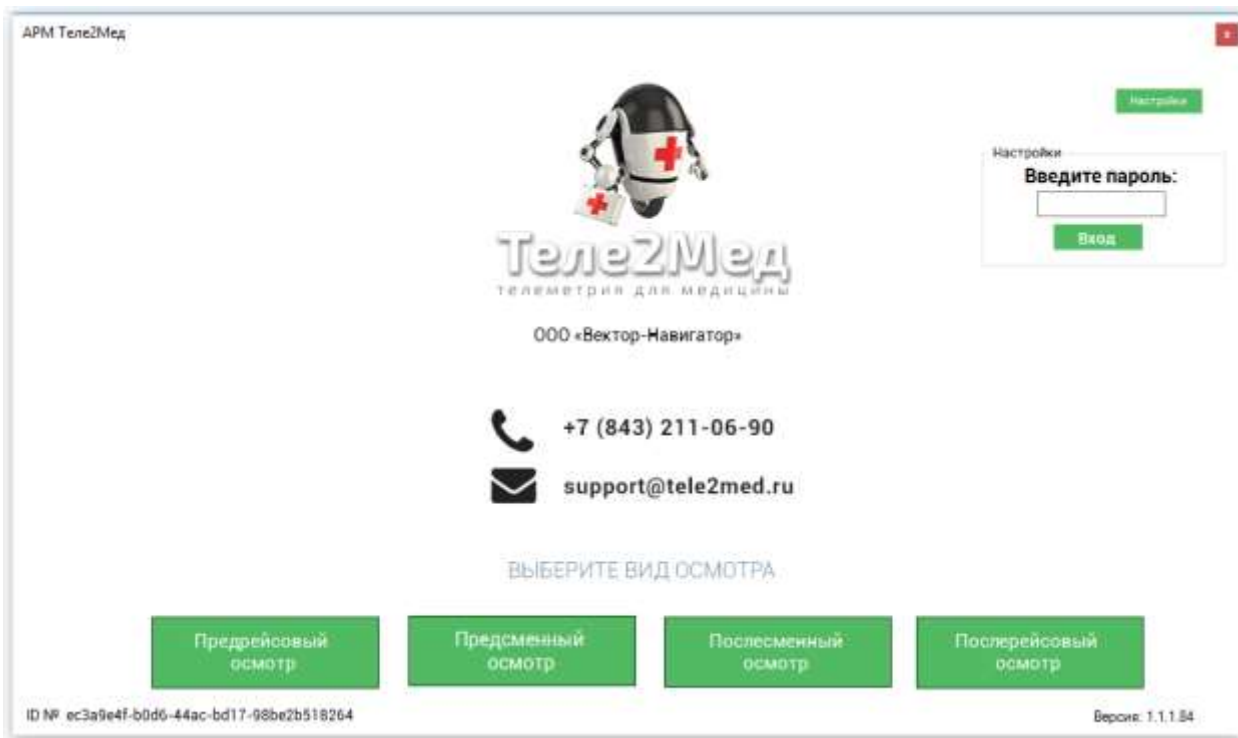 АРМ Теле2Мед
x
Настройки
Настройки
Введите пароль:
Вход
Теле2Мед
телеметрия для медицины
ООО «Вектор-Навигатор»
+7 (843) 211-06-90
support@tele2med.ru
ВЫБЕРИТЕ ВИД ОСМОТРА
Предрейсовый
осмотр
Предсменный
осмотр
Послесменный
осмотр
Послерейсовый
осмотр
ID № ec3a9e4f-b0d6-44ac-bd17-98be2b518264
Версия: 1.1.1.84